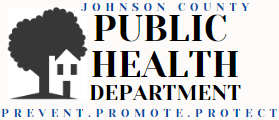 JOHNSON COUNTY
PUBLIC
HEALTH
DEPARTMENT
PREVENT.PROMOTE.PROTECT